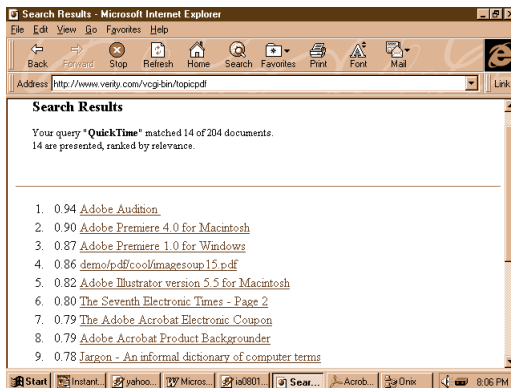 Search Results - Microsoft Internet Explorer
File Edit View Go Favorites Help
Back Forward Stop Refresh Home Search Favorites Print Font Mail
Address http://www.verity.com/vcgi-bin/topicpdf Link
Search Results
Your query "QuickTime" matched 14 of 204 documents.
14 are presented, ranked by relevance.
1. 0.94 Adobe Audition
2. 0.90 Adobe Premiere 4.0 for Macintosh
3. 0.87 Adobe Premiere 1.0 for Windows
4. 0.86 demo/pdf/cool/imagesoup15.pdf
5. 0.82 Adobe Illustrator version 5.5 for Macintosh
6. 0.80 The Seventh Electronic Times - Page 2
7. 0.79 The Adobe Acrobat Electronic Coupon
8. 0.79 Adobe Acrobat Product Backgrounder
9. 0.78 Jargon - An informal dictionary of computer terms
Start Instant... yahoo... Micros... ia0801... Sear... Acrob... Onix 8:06 PM